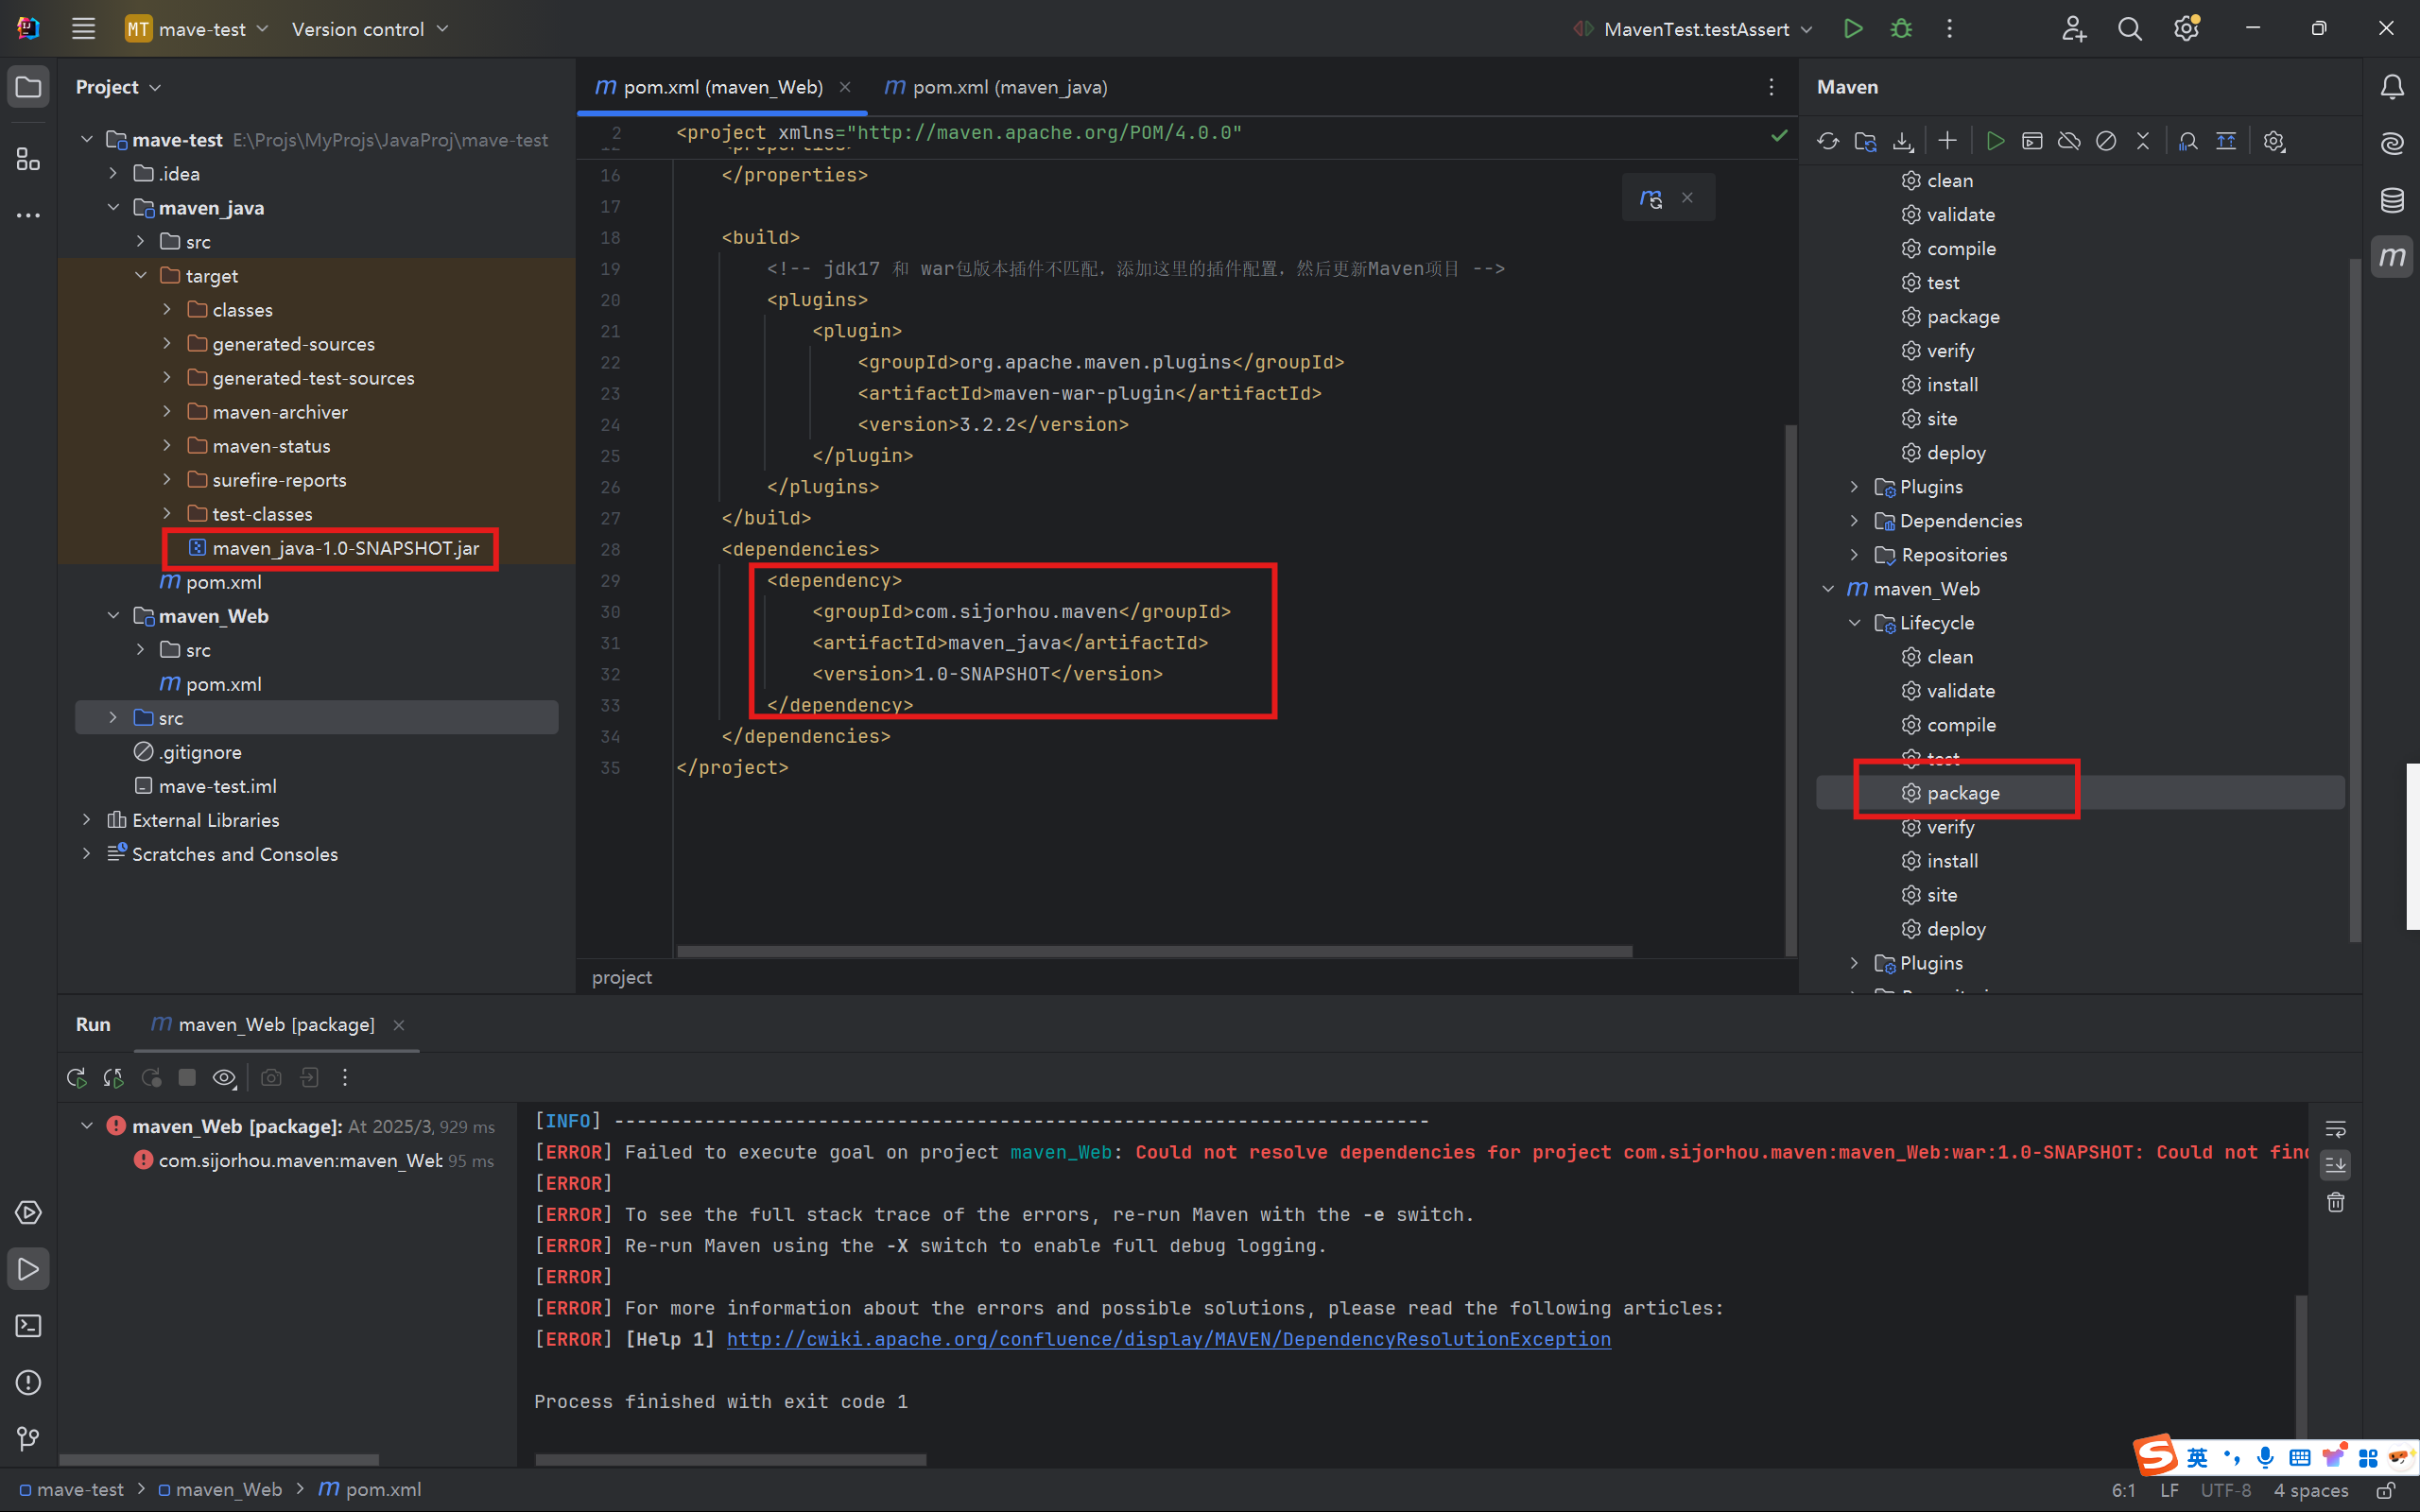 MT mave-test Version control MavenTest.testAssert
Project
mave-test E:\Projs\MyProjs\JavaProj\mave-test
.idea
maven_java
src
target
classes
generated-sources
generated-test-sources
maven-archiver
maven-status
surefire-reports
test-classes
maven_java-1.0-SNAPSHOT.jar
pom.xml
maven_Web
src
pom.xml
src
.gitignore
mave-test.iml
External Libraries
Scratches and Consoles
pom.xml (maven_Web) pom.xml (maven_java)
2 <project xmlns="http://maven.apache.org/POM/4.0.0"
12 <properties>
16 </properties>
17
18 <build>
19 <!-- jdk17 和 war包版本插件不匹配，添加这里的插件配置，然后更新Maven项目 -->
20 <plugins>
21 <plugin>
22 <groupId>org.apache.maven.plugins</groupId>
23 <artifactId>maven-war-plugin</artifactId>
24 <version>3.2.2</version>
25 </plugin>
26 </plugins>
27 </build>
28 <dependencies>
29 <dependency>
30 <groupId>com.sijorhou.maven</groupId>
31 <artifactId>maven_java</artifactId>
32 <version>1.0-SNAPSHOT</version>
33 </dependency>
34 </dependencies>
35 </project>
project
Maven
clean
validate
compile
test
package
verify
install
site
deploy
Plugins
Dependencies
Repositories
maven_Web
Lifecycle
clean
validate
compile
test
package
verify
install
site
deploy
Plugins
Run maven_Web [package]
maven_Web [package]: At 2025/3, 929 ms
com.sijorhou.maven:maven_Web 95 ms
[INFO] ------------------------------------------------------------------------
[ERROR] Failed to execute goal on project maven_Web: Could not resolve dependencies for project com.sijorhou.maven:maven_Web:war:1.0-SNAPSHOT: Could not find
[ERROR]
[ERROR] To see the full stack trace of the errors, re-run Maven with the -e switch.
[ERROR] Re-run Maven using the -X switch to enable full debug logging.
[ERROR]
[ERROR] For more information about the errors and possible solutions, please read the following articles:
[ERROR] [Help 1] http://cwiki.apache.org/confluence/display/MAVEN/DependencyResolutionException
Process finished with exit code 1
英
mave-test > maven_Web > pom.xml
6:1 LF UTF-8 4 spaces